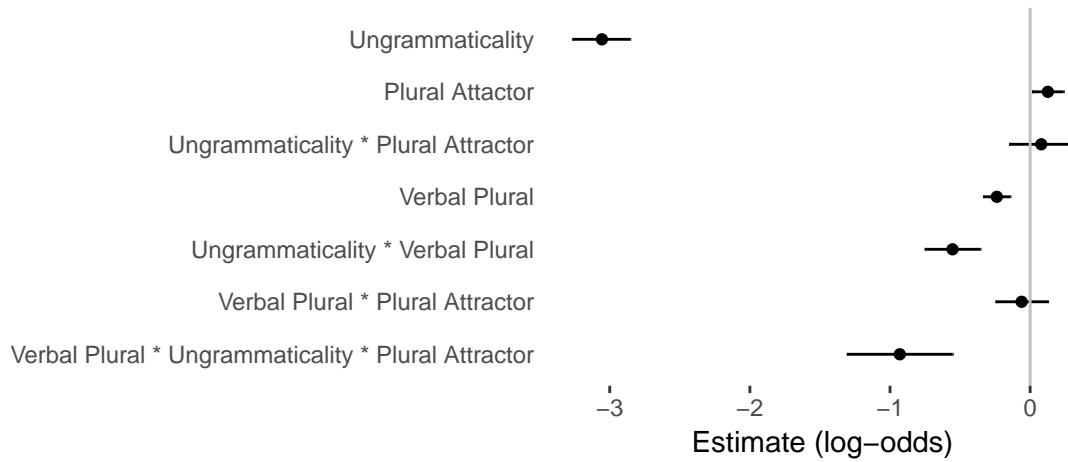 Ungrammaticality
Plural Attactor
Ungrammaticality * Plural Attractor
Verbal Plural
Ungrammaticality * Verbal Plural
Verbal Plural * Plural Attractor
Verbal Plural * Ungrammaticality * Plural Attractor
−3 −2 −1 0
Estimate (log−odds)